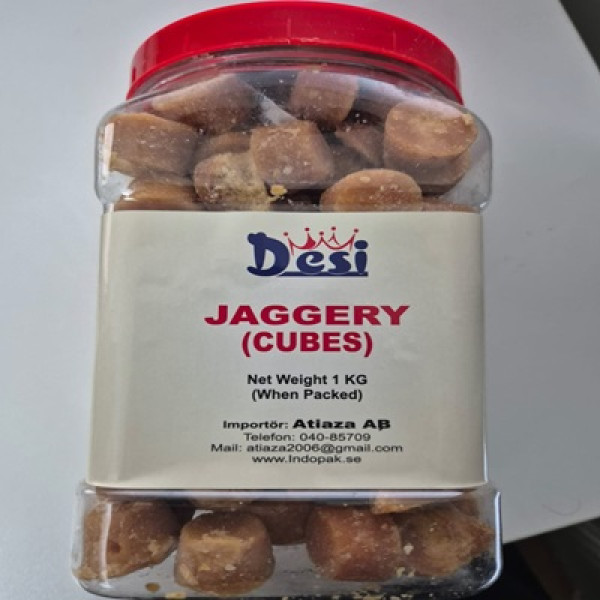 Desi
JAGGERY
(CUBES)
Net Weight 1 KG
(When Packed)
Importör: Atiaza AB
Telefon: 040-85709
Mail: atiaza2006@gmail.com
www.Indopak.se